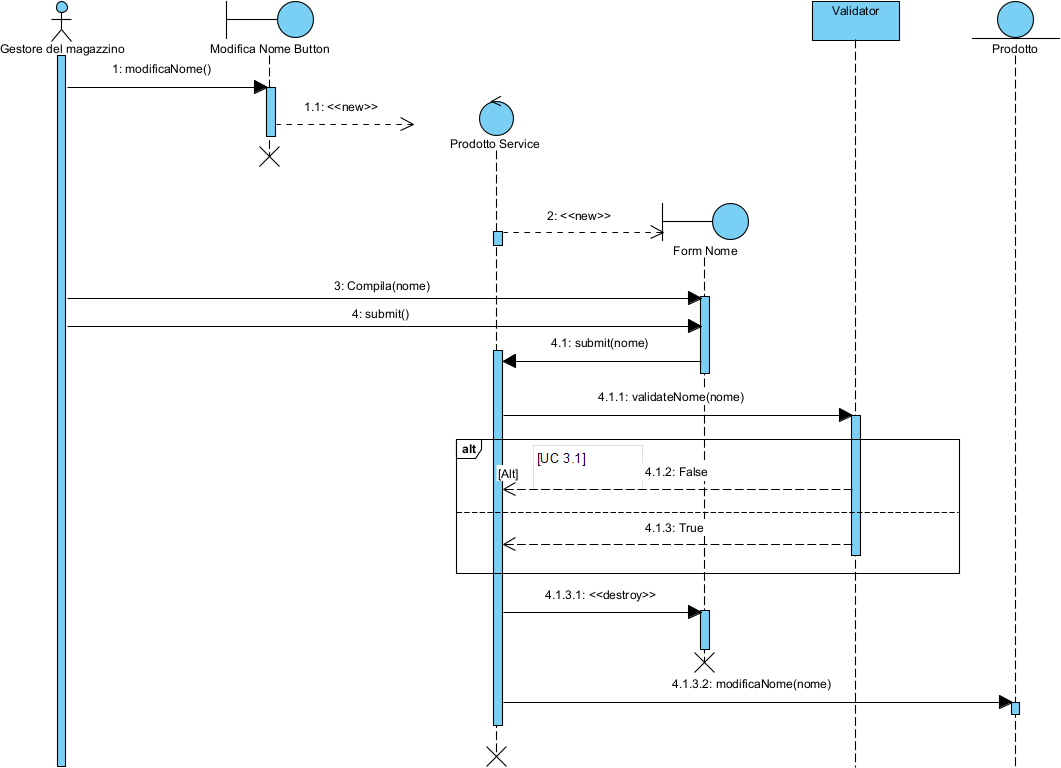 Validator
Gestore del magazzino
Modifica Nome Button
Prodotto
1: modificaNome()
1.1: <<new>>
Prodotto Service
2: <<new>>
Form Nome
3: Compila(nome)
4: submit()
4.1: submit(nome)
4.1.1: validateNome(nome)
alt
[UC 3.1]
[Alt]
4.1.2: False
4.1.3: True
4.1.3.1: <<destroy>>
4.1.3.2: modificaNome(nome)